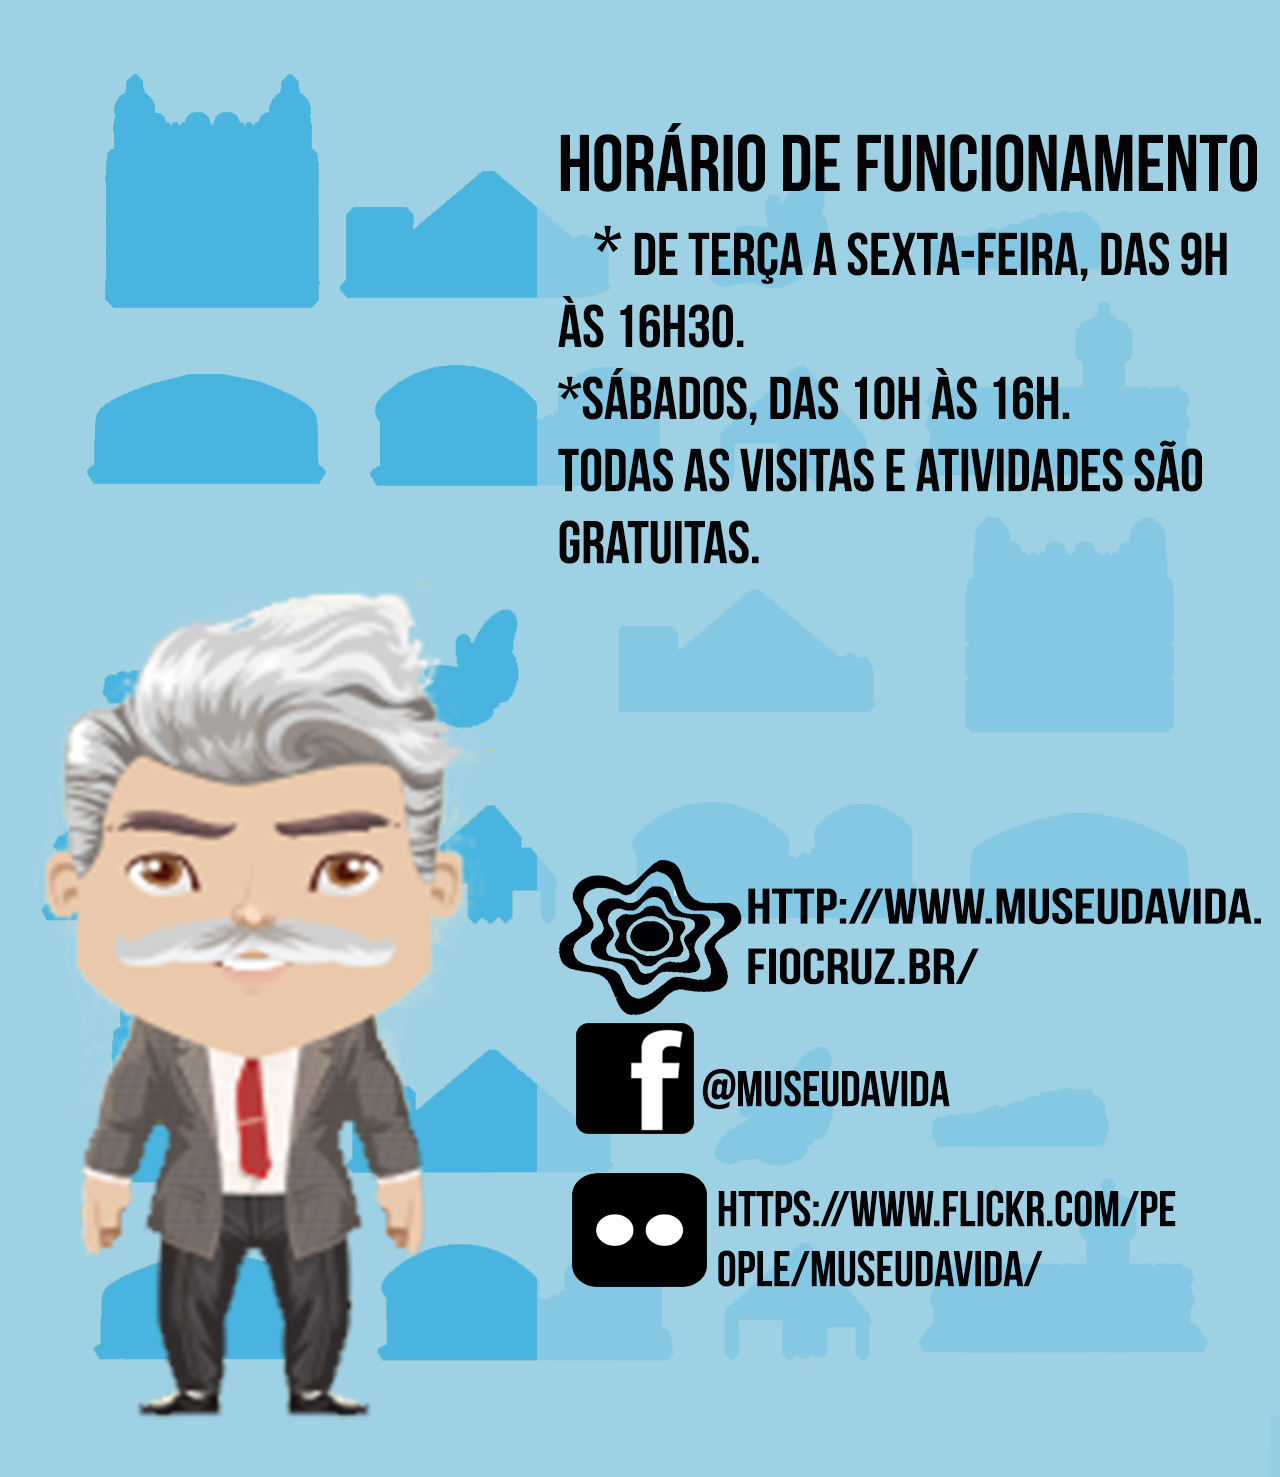 HORÁRIO DE FUNCIONAMENTO
* DE TERÇA A SEXTA-FEIRA, DAS 9H
ÀS 16H30.
*SÁBADOS, DAS 10H ÀS 16H.
TODAS AS VISITAS E ATIVIDADES SÃO
GRATUITAS.
HTTP://WWW.MUSEUDAVIDA.
FIOCRUZ.BR/
f
@MUSEUDAVIDA
HTTPS://WWW.FLICKR.COM/PE
OPLE/MUSEUDAVIDA/